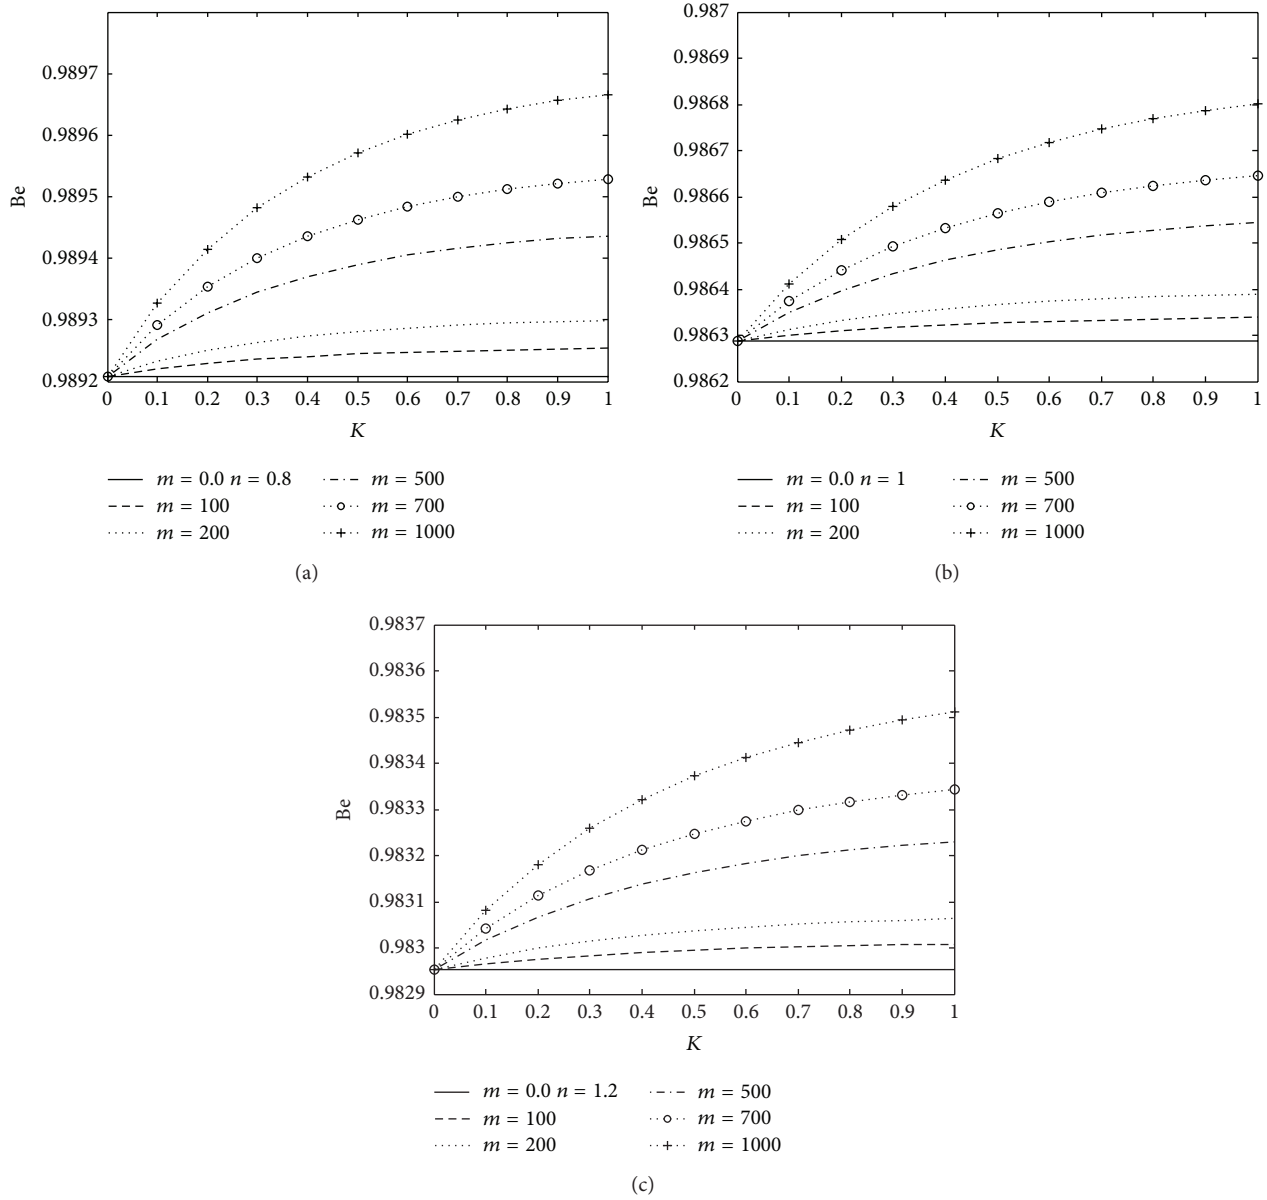 0.9897
0.9896
0.9895
0.9894
0.9893
0.9892
Be
0 0.1 0.2 0.3 0.4 0.5 0.6 0.7 0.8 0.9 1
K
m = 0.0 n = 0.8
m = 100
m = 200
m = 500
m = 700
m = 1000
(a)
0.987
0.9869
0.9868
0.9867
0.9866
0.9865
0.9864
0.9863
0.9862
Be
0 0.1 0.2 0.3 0.4 0.5 0.6 0.7 0.8 0.9 1
K
m = 0.0 n = 1
m = 100
m = 200
m = 500
m = 700
m = 1000
(b)
0.9837
0.9836
0.9835
0.9834
0.9833
0.9832
0.9831
0.983
0.9829
Be
0 0.1 0.2 0.3 0.4 0.5 0.6 0.7 0.8 0.9 1
K
m = 0.0 n = 1.2
m = 100
m = 200
m = 500
m = 700
m = 1000
(c)